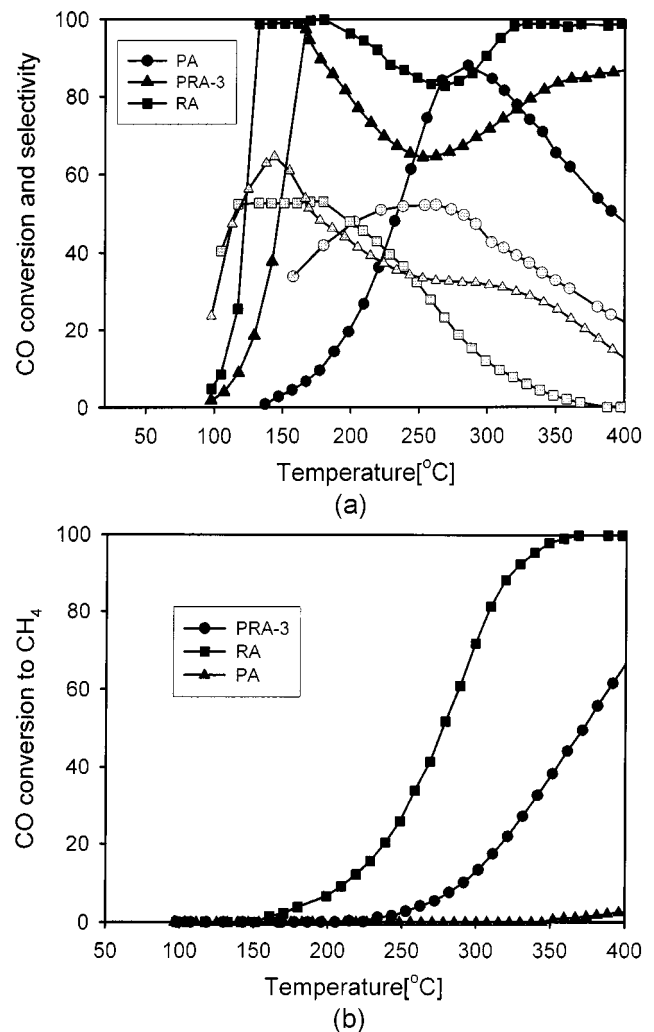 100
80
60
40
20
0
CO conversion and selectivity
PA
PRA-3
RA
50 100 150 200 250 300 350 400
Temperature[°C]
(a)
100
80
60
40
20
0
CO conversion to CH₄
PRA-3
RA
PA
50 100 150 200 250 300 350 400
Temperature[°C]
(b)